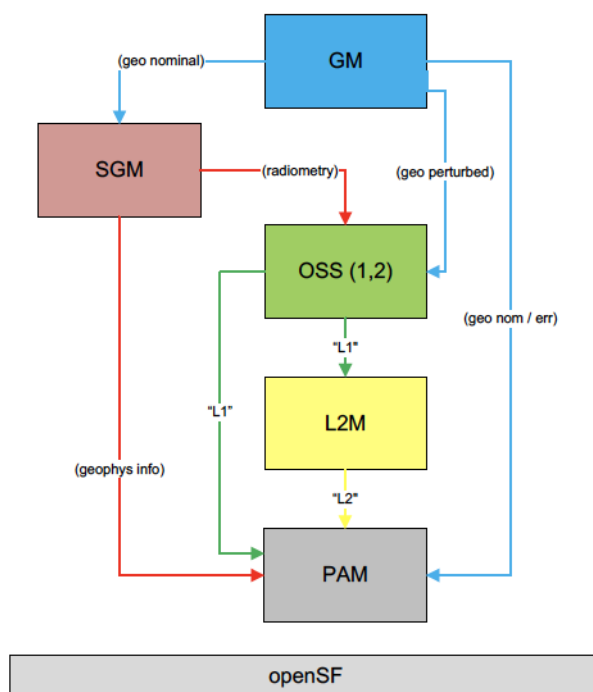 GM
(geo nominal)
SGM
(radiometry)
(geo perturbed)
OSS (1,2)
(geo nom / err)
"L1"
"L1"
L2M
(geophys info)
"L2"
PAM
openSF